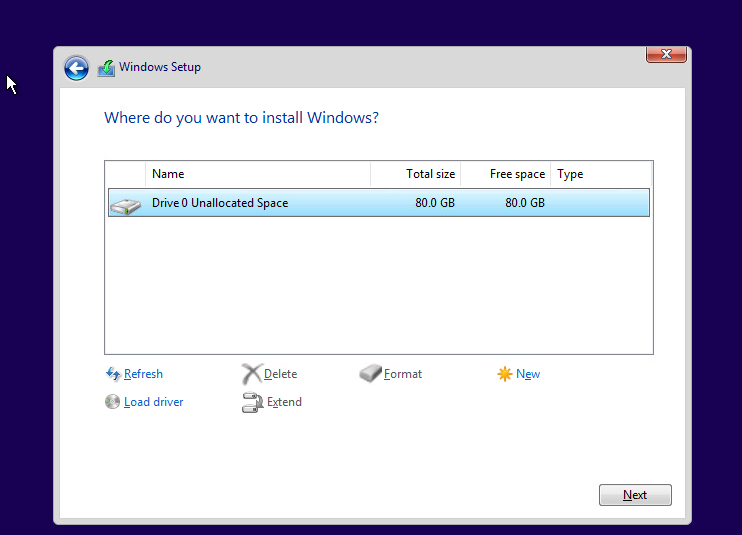 Windows Setup
Where do you want to install Windows?
Name Total size Free space Type
Drive 0 Unallocated Space 80.0 GB 80.0 GB
Refresh Delete Format New
Load driver Extend
Next